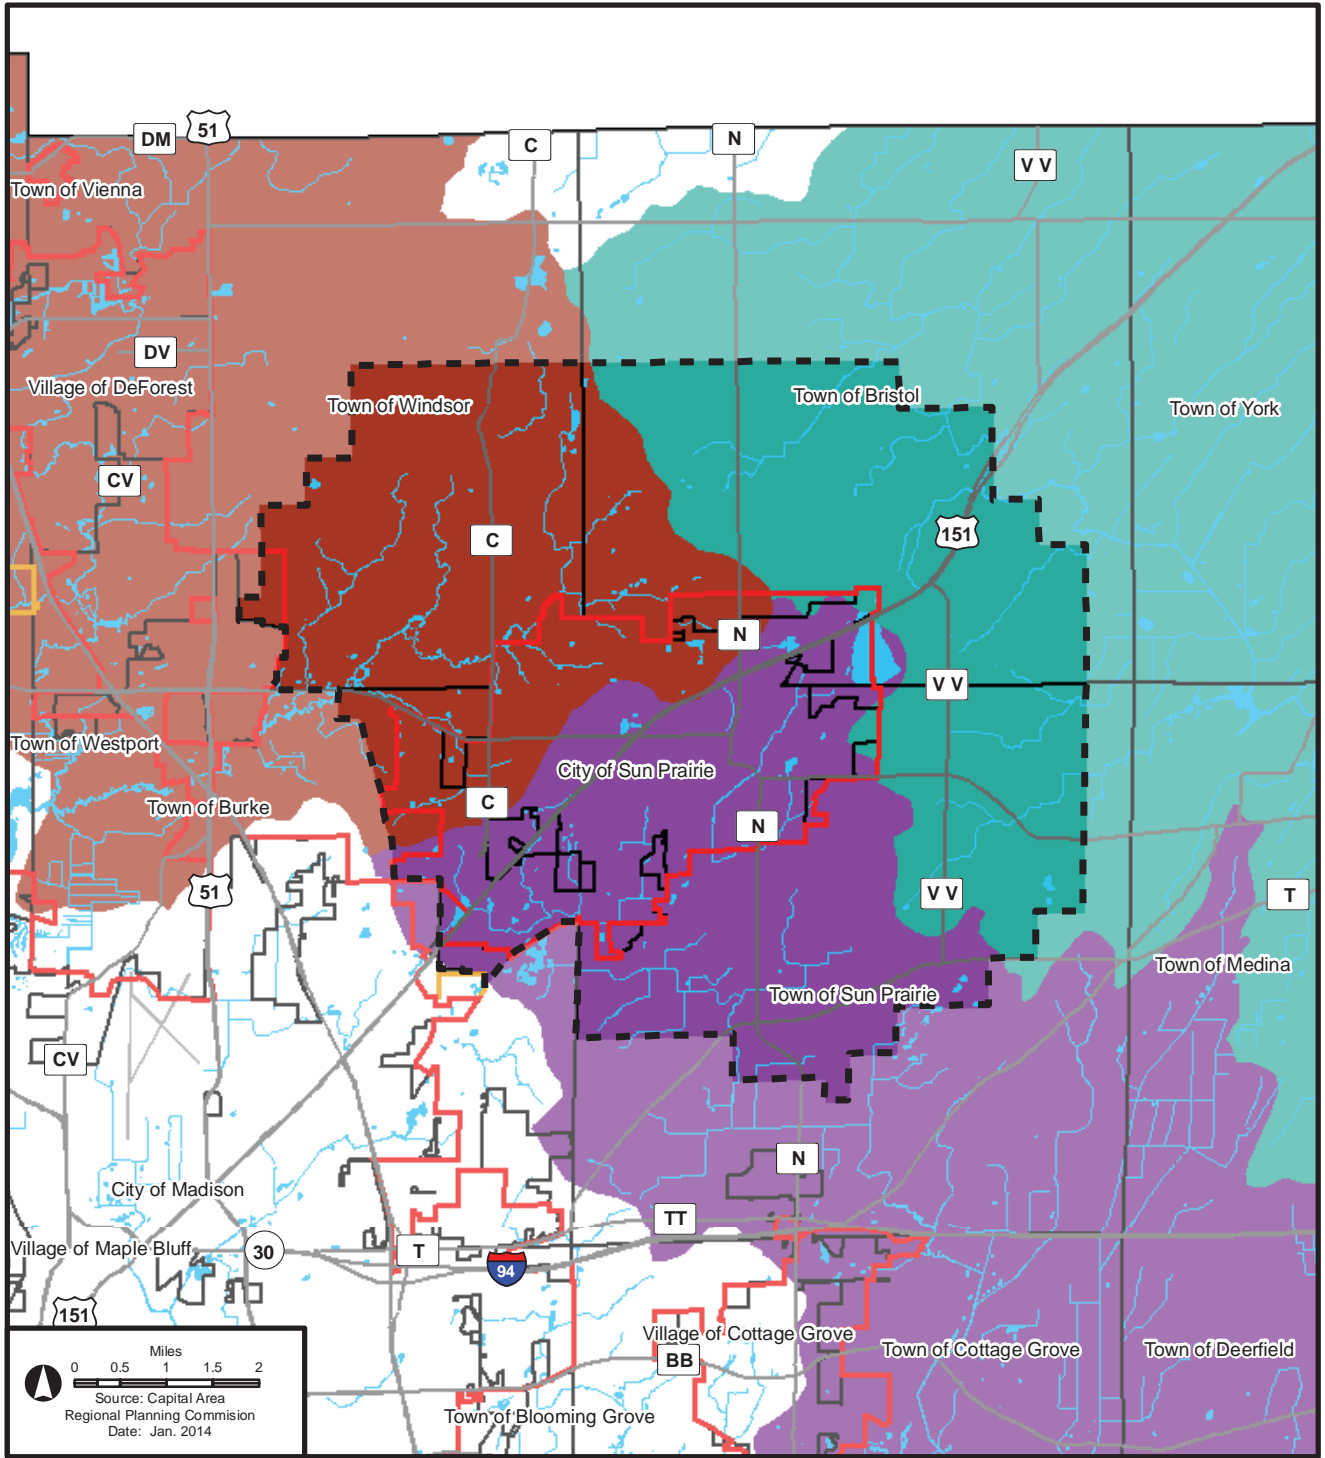 51
DM
C
N
V V
Town of Vienna
DV
Village of DeForest
Town of Windsor
Town of Bristol
Town of York
CV
C
151
N
V V
Town of Westport
City of Sun Prairie
Town of Burke
C
N
51
V V
T
Town of Medina
Town of Sun Prairie
CV
N
City of Madison
TT
Village of Maple Bluff
30
T
94
151
Village of Cottage Grove
Town of Cottage Grove
Town of Deerfield
BB
Town of Blooming Grove
Miles
0 0.5 1 1.5 2
Source: Capital Area
Regional Planning Commision
Date: Jan. 2014